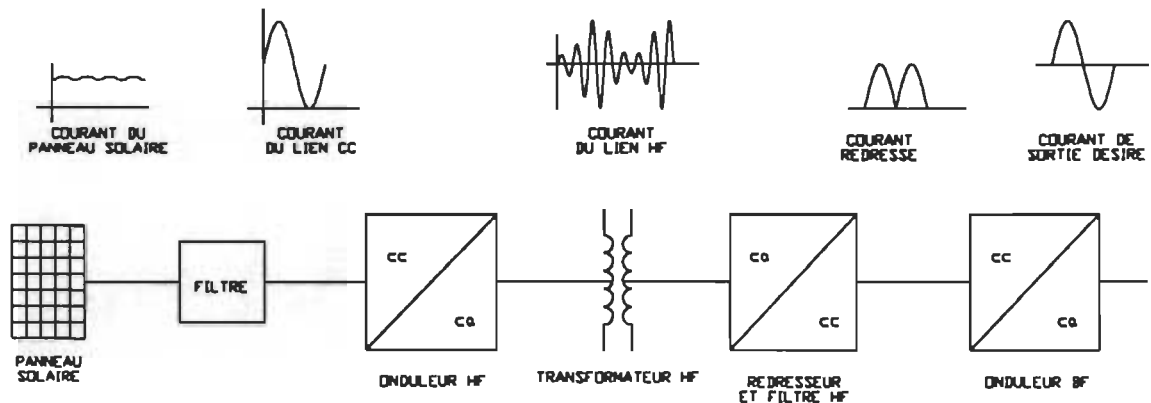 COURANT DU
PANNEAU SOLAIRE
COURANT
DU LIEN CC
COURANT
DU LIEN HF
COURANT
REDRESSE
COURANT DE
SORTIE DESIRE
FILTRE
cc
ca
ca
cc
cc
ca
PANNEAU
SOLAIRE
ONDULEUR HF
TRANSFORMATEUR HF
REDRESSEUR
ET FILTRE HF
ONDULEUR BF